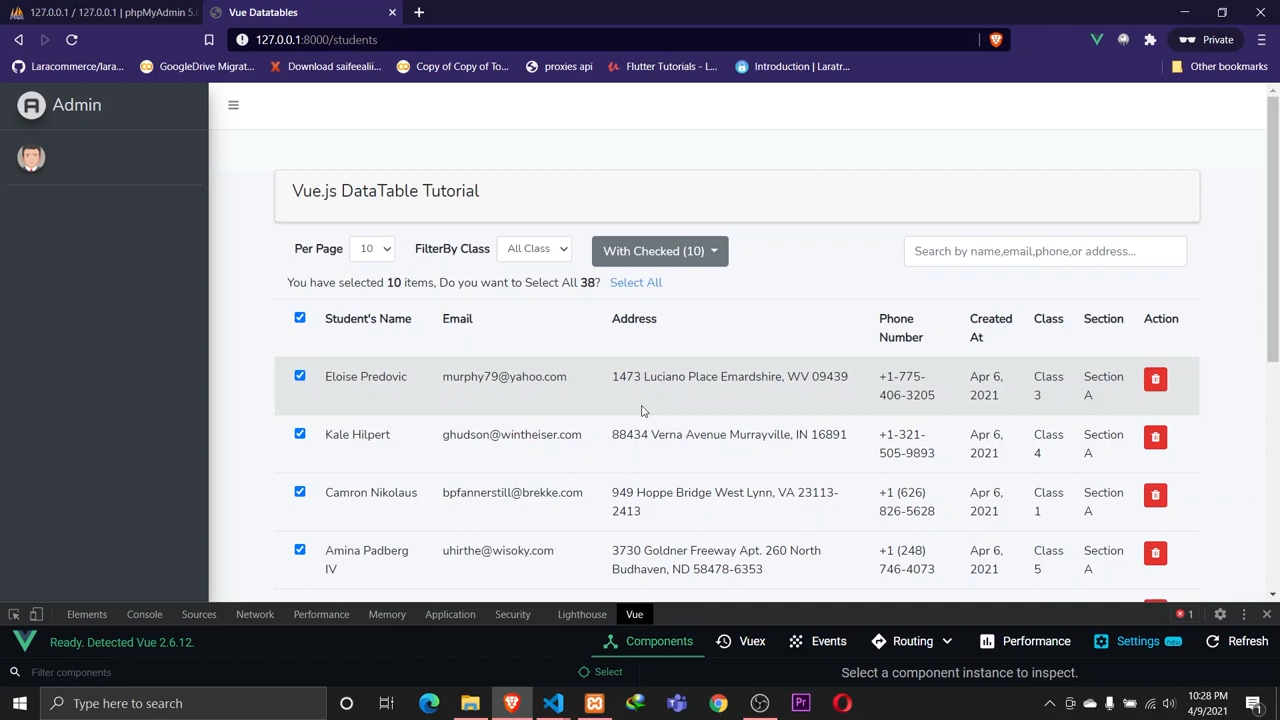 127.0.0.1 / 127.0.0.1 | phpMyAdmin 5.
Vue Datatables
127.0.0.1:8000/students
Private
Laracommerce/lara...
GoogleDrive Migrat...
Download saifeealii...
Copy of Copy of To...
proxies api
Flutter Tutorials - L...
Introduction | Laratr...
Other bookmarks
Admin
Vue.js DataTable Tutorial
Per Page 10 FilterBy Class All Class With Checked (10) Search by name,email,phone,or address...
You have selected 10 items, Do you want to Select All 38? Select All
Student's Name Email Address Phone Number Created At Class Section Action
Eloise Predovic murphy79@yahoo.com 1473 Luciano Place Emardshire, WV 09439 +1-775-406-3205 Apr 6, 2021 Class 3 Section A
Kale Hilpert ghudson@wintheiser.com 88434 Verna Avenue Murrayville, IN 16891 +1-321-505-9893 Apr 6, 2021 Class 4 Section A
Camron Nikolaus bpfannerstill@brekke.com 949 Hoppe Bridge West Lynn, VA 23113-2413 +1 (626) 826-5628 Apr 6, 2021 Class 1 Section A
Amina Padberg IV uhirthe@wisoky.com 3730 Goldner Freeway Apt. 260 North Budhaven, ND 58478-6353 +1 (248) 746-4073 Apr 6, 2021 Class 5 Section A
Elements Console Sources Network Performance Memory Application Security Lighthouse Vue 1
Ready. Detected Vue 2.6.12.
Components Vuex Events Routing Performance Settings new Refresh
Filter components
Select
Select a component instance to inspect.
Type here to search
10:28 PM
4/9/2021